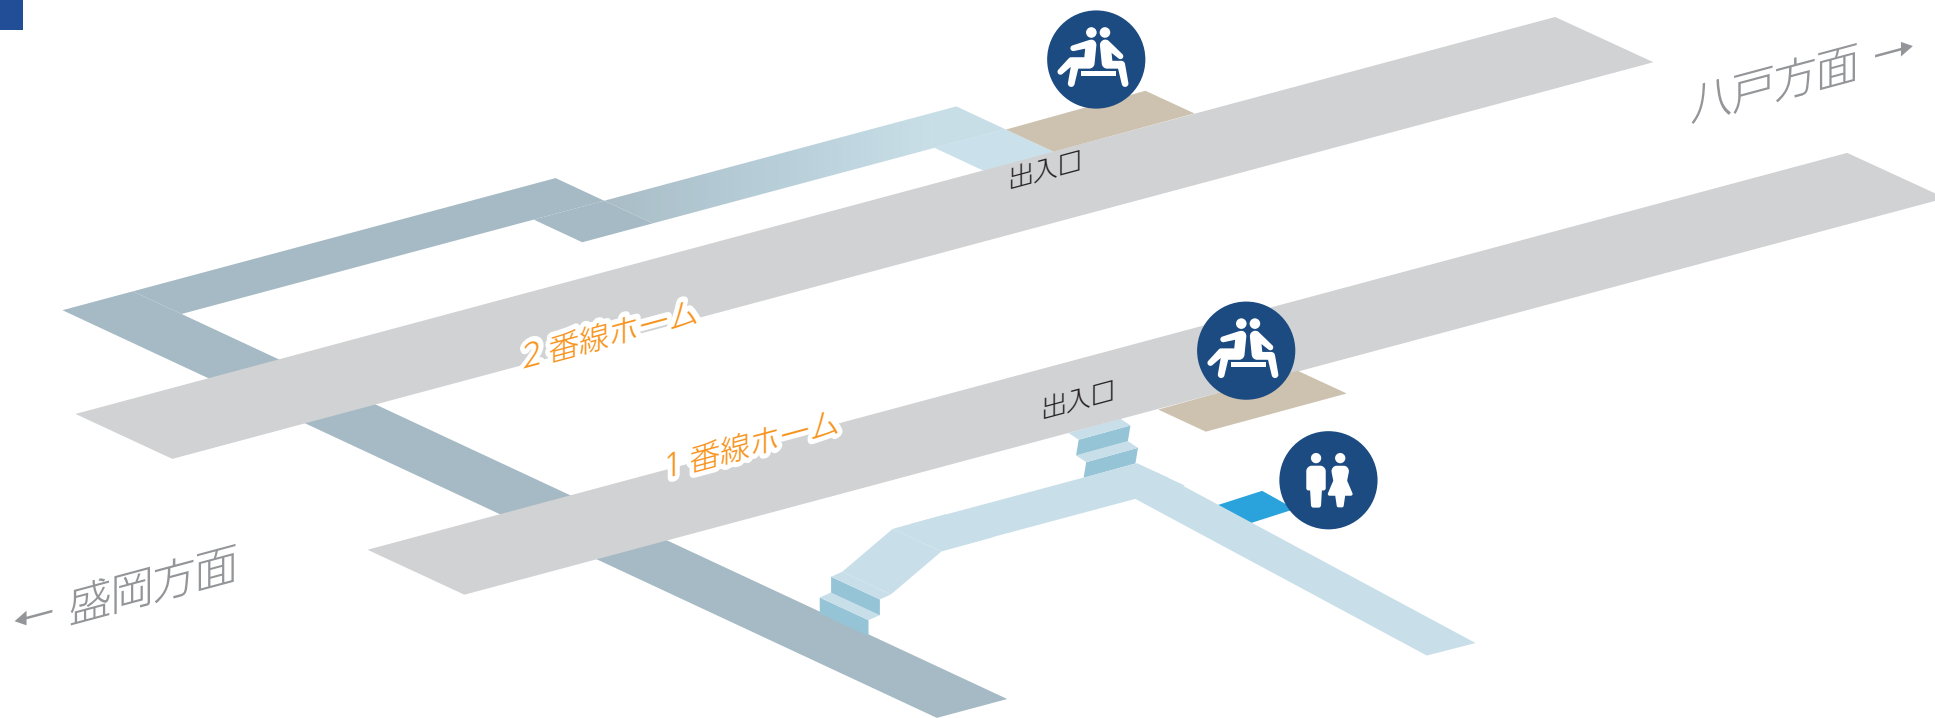 八戸方面 →
出入口
2番線ホーム
出入口
1番線ホーム
← 盛岡方面